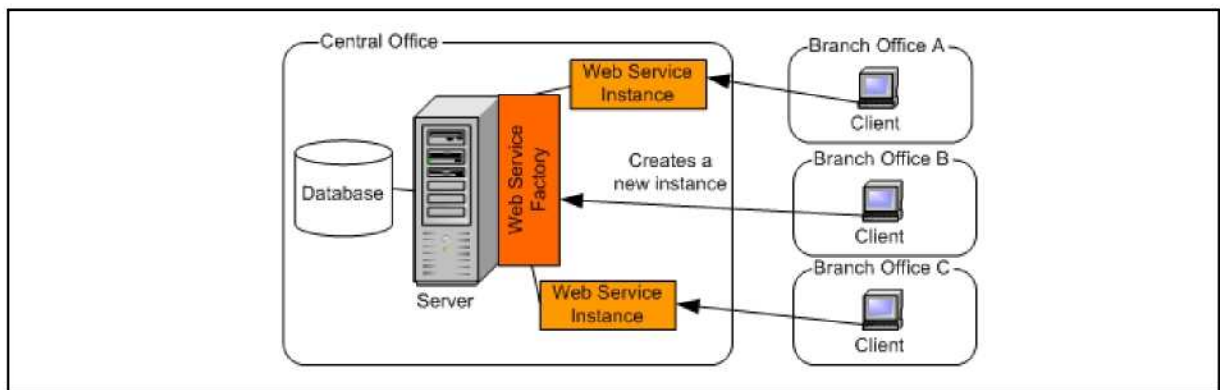 Central Office
Web Service
Instance
Database
Server
Web Service
Factory
Creates a
new instance
Web Service
Instance
Branch Office A
Client
Branch Office B
Client
Branch Office C
Client